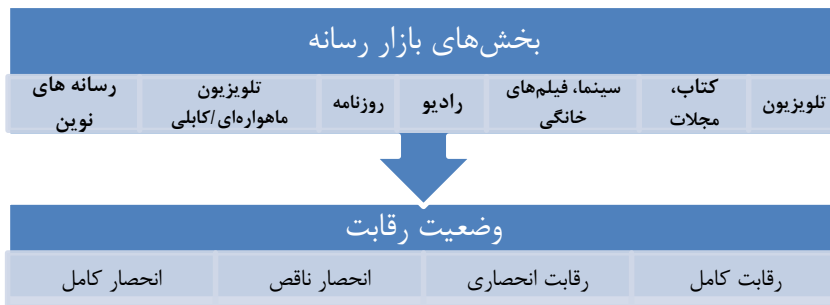 بخش‌های بازار رسانه
تلویزیون
کتاب،
مجلات
سینما، فیلم‌های
خانگی
رادیو
روزنامه
تلویزیون
ماهواره‌ای/کابلی
رسانه های
نوین
وضعیت رقابت
رقابت کامل
رقابت انحصاری
انحصار ناقص
انحصار کامل